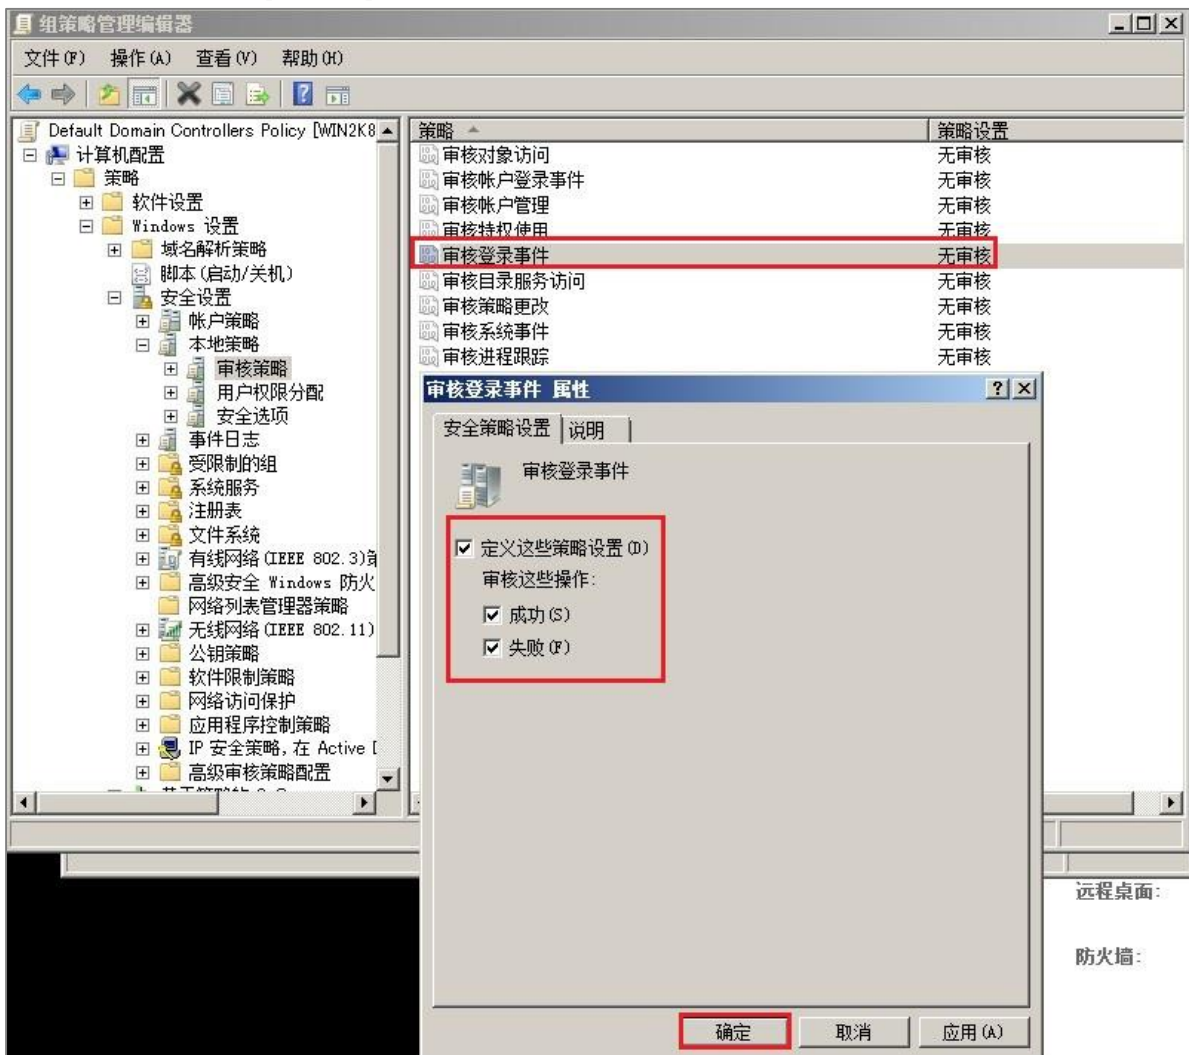 组策略管理编辑器
文件(F) 操作(A) 查看(V) 帮助(H)
Default Domain Controllers Policy [WIN2K8
计算机配置
策略
软件设置
Windows 设置
域名解析策略
脚本(启动/关机)
安全设置
帐户策略
本地策略
审核策略
用户权限分配
安全选项
事件日志
受限制的组
系统服务
注册表
文件系统
有线网络(IEEE 802.3)策
高级安全 Windows 防火
网络列表管理器策略
无线网络(IEEE 802.11)
公钥策略
软件限制策略
网络访问保护
应用程序控制策略
IP 安全策略,在 Active D
高级审核策略配置
策略 策略设置
审核对象访问 无审核
审核帐户登录事件 无审核
审核帐户管理 无审核
审核特权使用 无审核
审核登录事件 无审核
审核目录服务访问 无审核
审核策略更改 无审核
审核系统事件 无审核
审核进程跟踪 无审核
审核登录事件 属性
安全策略设置 说明
审核登录事件
定义这些策略设置(D)
审核这些操作:
成功(S)
失败(F)
确定 取消 应用(A)
远程桌面:
防火墙: